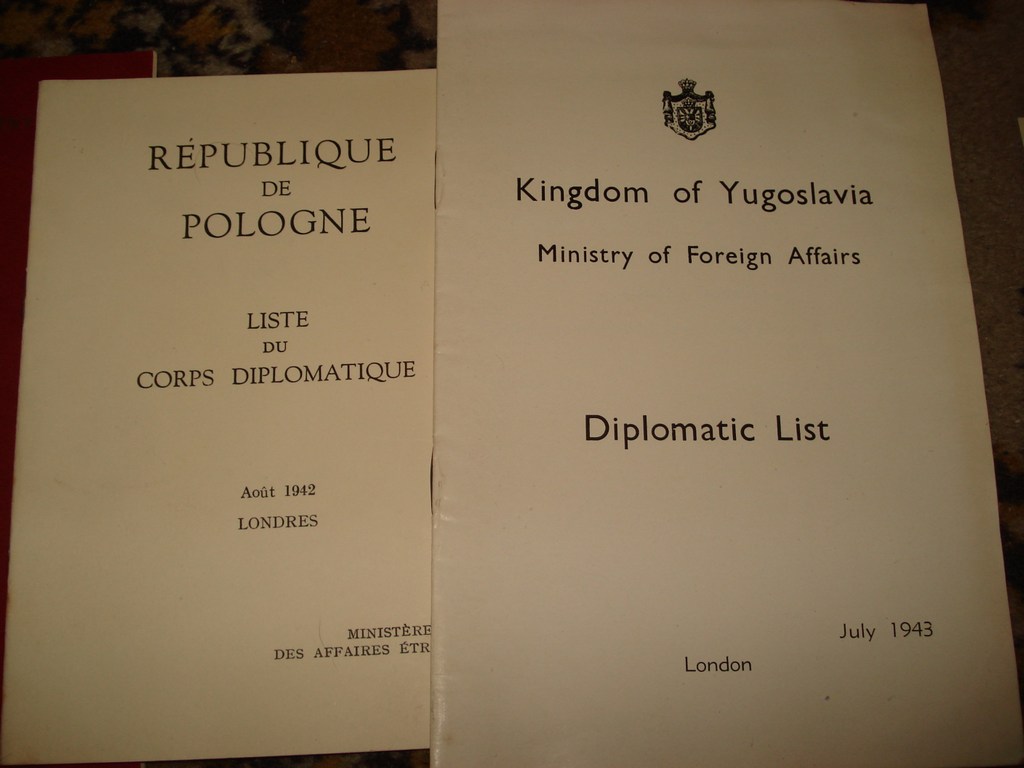 RÉPUBLIQUE
DE
POLOGNE
LISTE
DU
CORPS DIPLOMATIQUE
Août 1942
LONDRES
MINISTÈRE
DES AFFAIRES ÉTR
Kingdom of Yugoslavia
Ministry of Foreign Affairs
Diplomatic List
July 1943
London